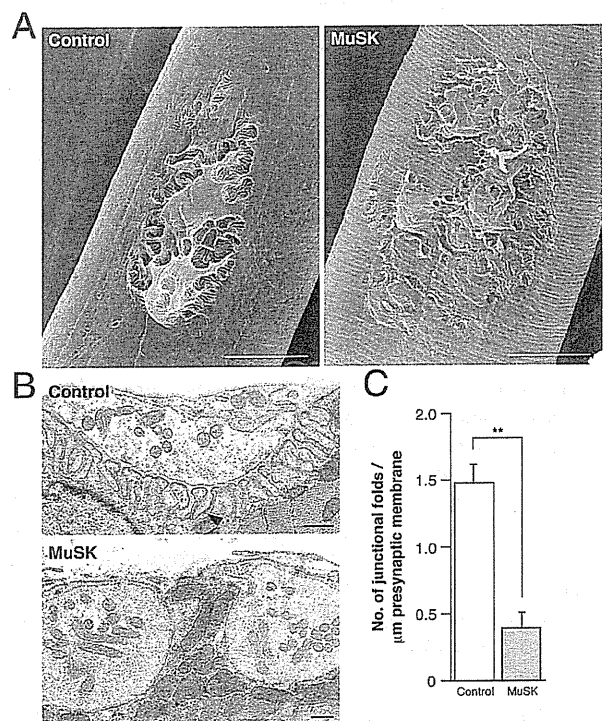 A
Control
MuSK
B
Control
MuSK
C
No. of junctional folds /
μm presynaptic membrane
2.0
1.5
1.0
0.5
0
**
Control
MuSK